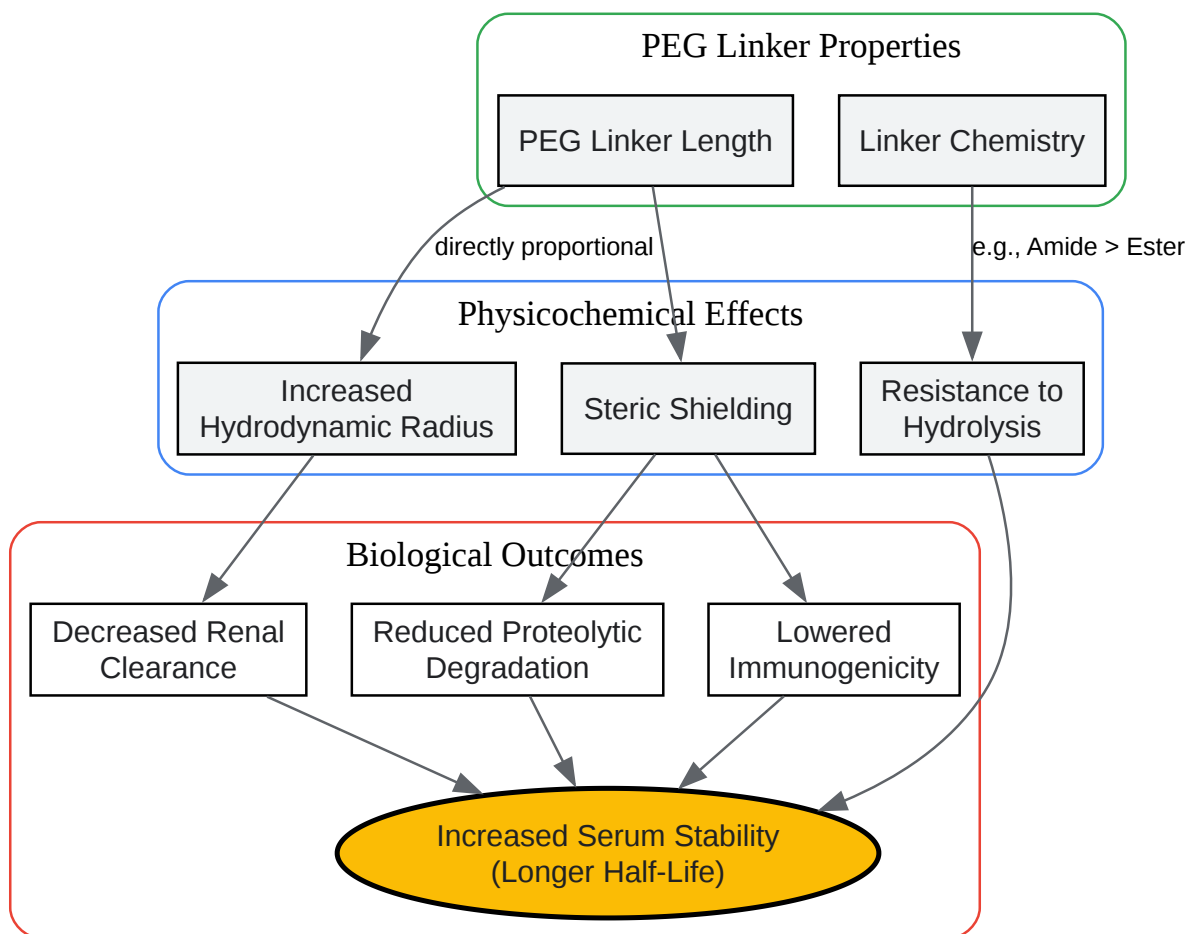 PEG Linker Properties
PEG Linker Length
Linker Chemistry
directly proportional
e.g., Amide > Ester
Physicochemical Effects
Increased
Hydrodynamic Radius
Steric Shielding
Resistance to
Hydrolysis
Biological Outcomes
Decreased Renal
Clearance
Reduced Proteolytic
Degradation
Lowered
Immunogenicity
Increased Serum Stability
(Longer Half-Life)